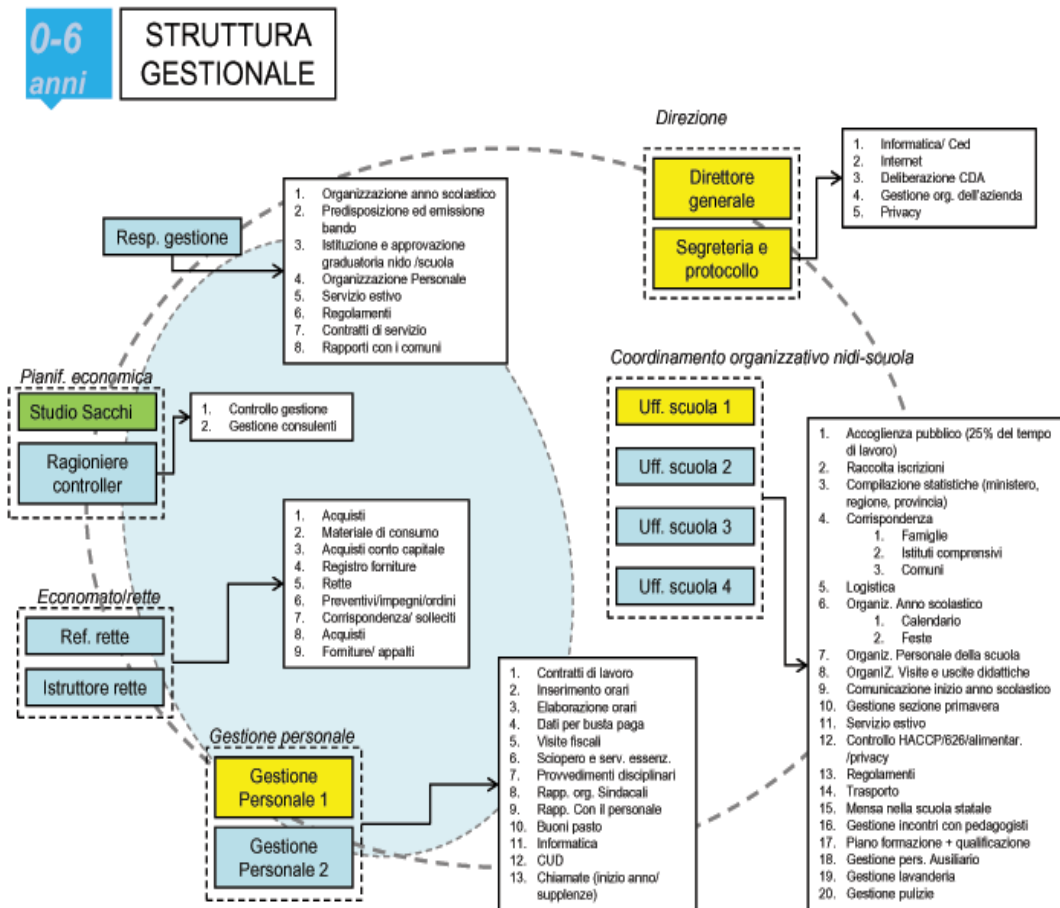 0-6
anni
STRUTTURA
GESTIONALE
Direzione
Direttore
generale
Segreteria e
protocollo
1. Informatica/ Ced
2. Internet
3. Deliberazione CDA
4. Gestione org. dell'azienda
5. Privacy
Resp. gestione
1. Organizzazione anno scolastico
2. Predisposizione ed emissione
bando
3. Istituzione e approvazione
graduatoria nido /scuola
4. Organizzazione Personale
5. Servizio estivo
6. Regolamenti
7. Contratti di servizio
8. Rapporti con i comuni
Pianif. economica
Studio Sacchi
Ragioniere
controller
1. Controllo gestione
2. Gestione consulenti
Coordinamento organizzativo nidi-scuola
Uff. scuola 1
Uff. scuola 2
Uff. scuola 3
Uff. scuola 4
1. Accoglienza pubblico (25% del tempo
di lavoro)
2. Raccolta iscrizioni
3. Compilazione statistiche (ministero,
regione, provincia)
4. Corrispondenza
1. Famiglie
2. Istituti comprensivi
3. Comuni
5. Logistica
6. Organiz. Anno scolastico
1. Calendario
2. Feste
7. Organiz. Personale della scuola
8. OrganIZ. Visite e uscite didattiche
9. Comunicazione inizio anno scolastico
10. Gestione sezione primavera
11. Servizio estivo
12. Controllo HACCP/626/alimentar.
/privacy
13. Regolamenti
14. Trasporto
15. Mensa nella scuola statale
16. Gestione incontri con pedagogisti
17. Piano formazione + qualificazione
18. Gestione pers. Ausiliario
19. Gestione lavanderia
20. Gestione pulizie
Economato/rette
Ref. rette
Istruttore rette
1. Acquisti
2. Materiale di consumo
3. Acquisti conto capitale
4. Registro forniture
5. Rette
6. Preventivi/impegni/ordini
7. Corrispondenza/ solleciti
8. Acquisti
9. Forniture/ appalti
Gestione personale
Gestione
Personale 1
Gestione
Personale 2
1. Contratti di lavoro
2. Inserimento orari
3. Elaborazione orari
4. Dati per busta paga
5. Visite fiscali
6. Sciopero e serv. essenz.
7. Provvedimenti disciplinari
8. Rapp. org. Sindacali
9. Rapp. Con il personale
10. Buoni pasto
11. Informatica
12. CUD
13. Chiamate (inizio anno/
supplenze)